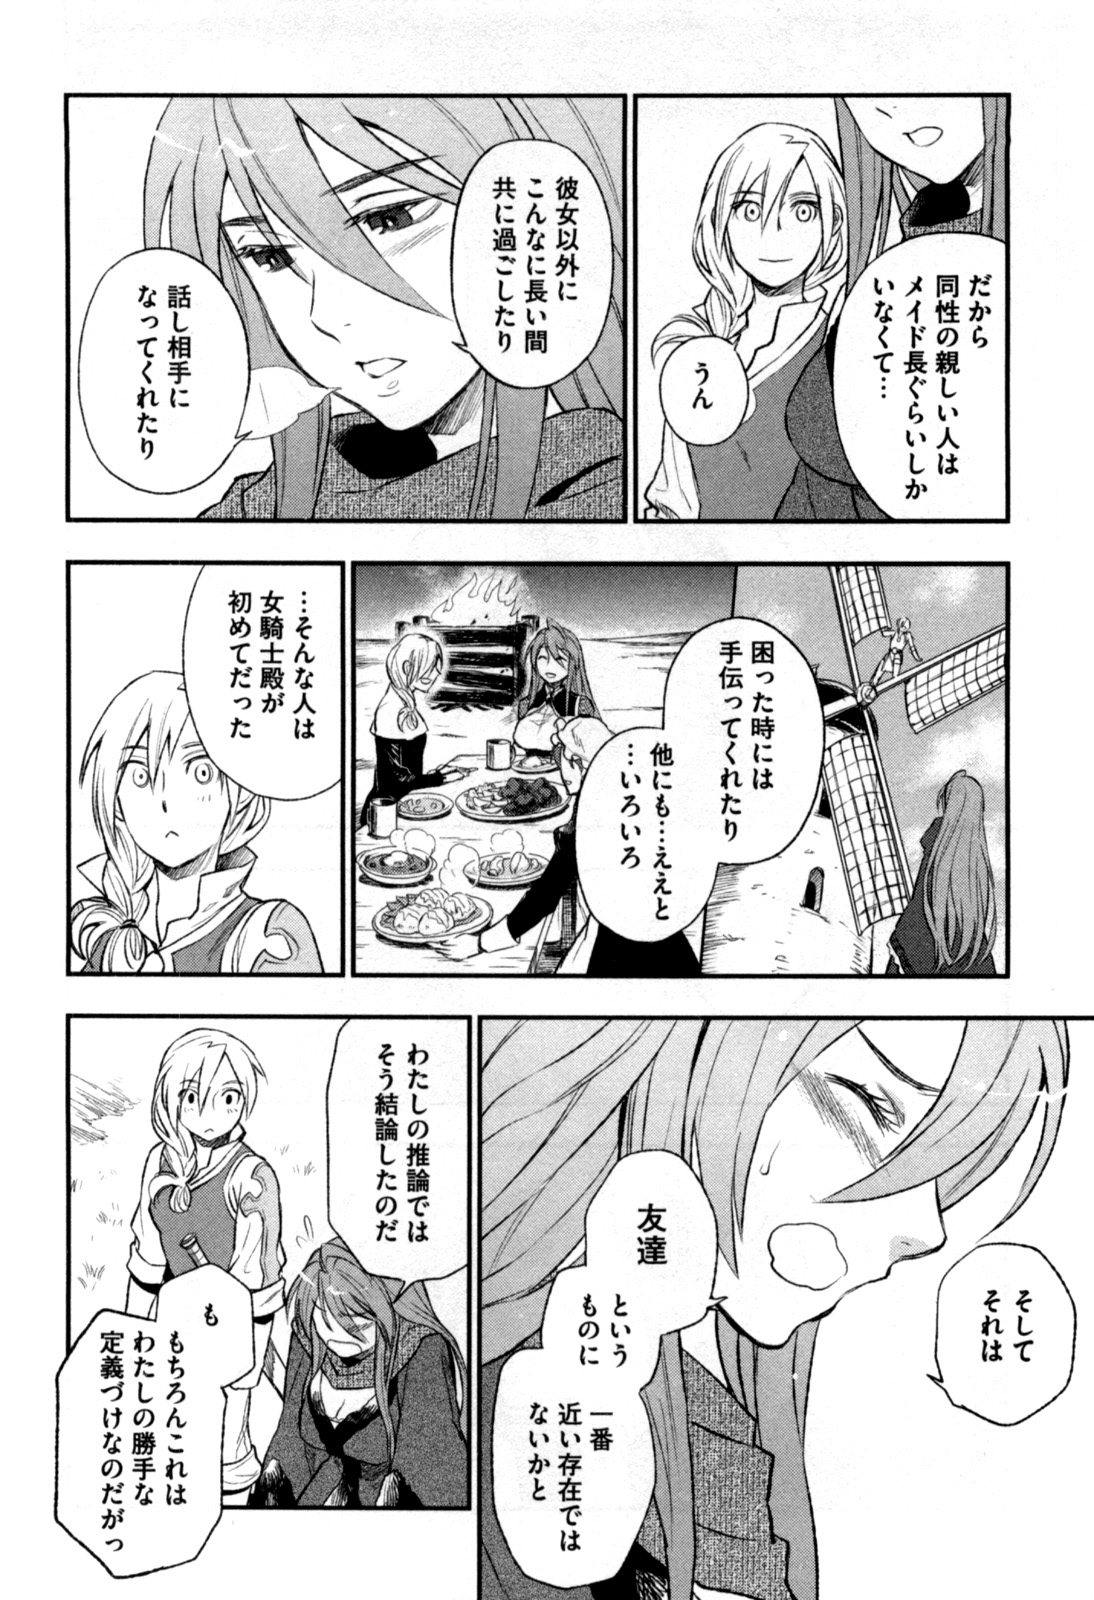 だから
同性の親しい人は
メイド長ぐらいしか
いなくて…
うん
彼女以外に
こんなに長い間
共に過ごしたり
話し相手に
なってくれたり
困った時には
手伝ってくれたり
他にも…ええと
…いろいろ
…そんな人は
女騎士殿が
初めてだった
そして
それは
友達
という
ものに
一番
近い存在では
ないかと
わたしの推論では
そう結論したのだ
も
もちろんこれは
わたしの勝手な
定義づけなのだがっ